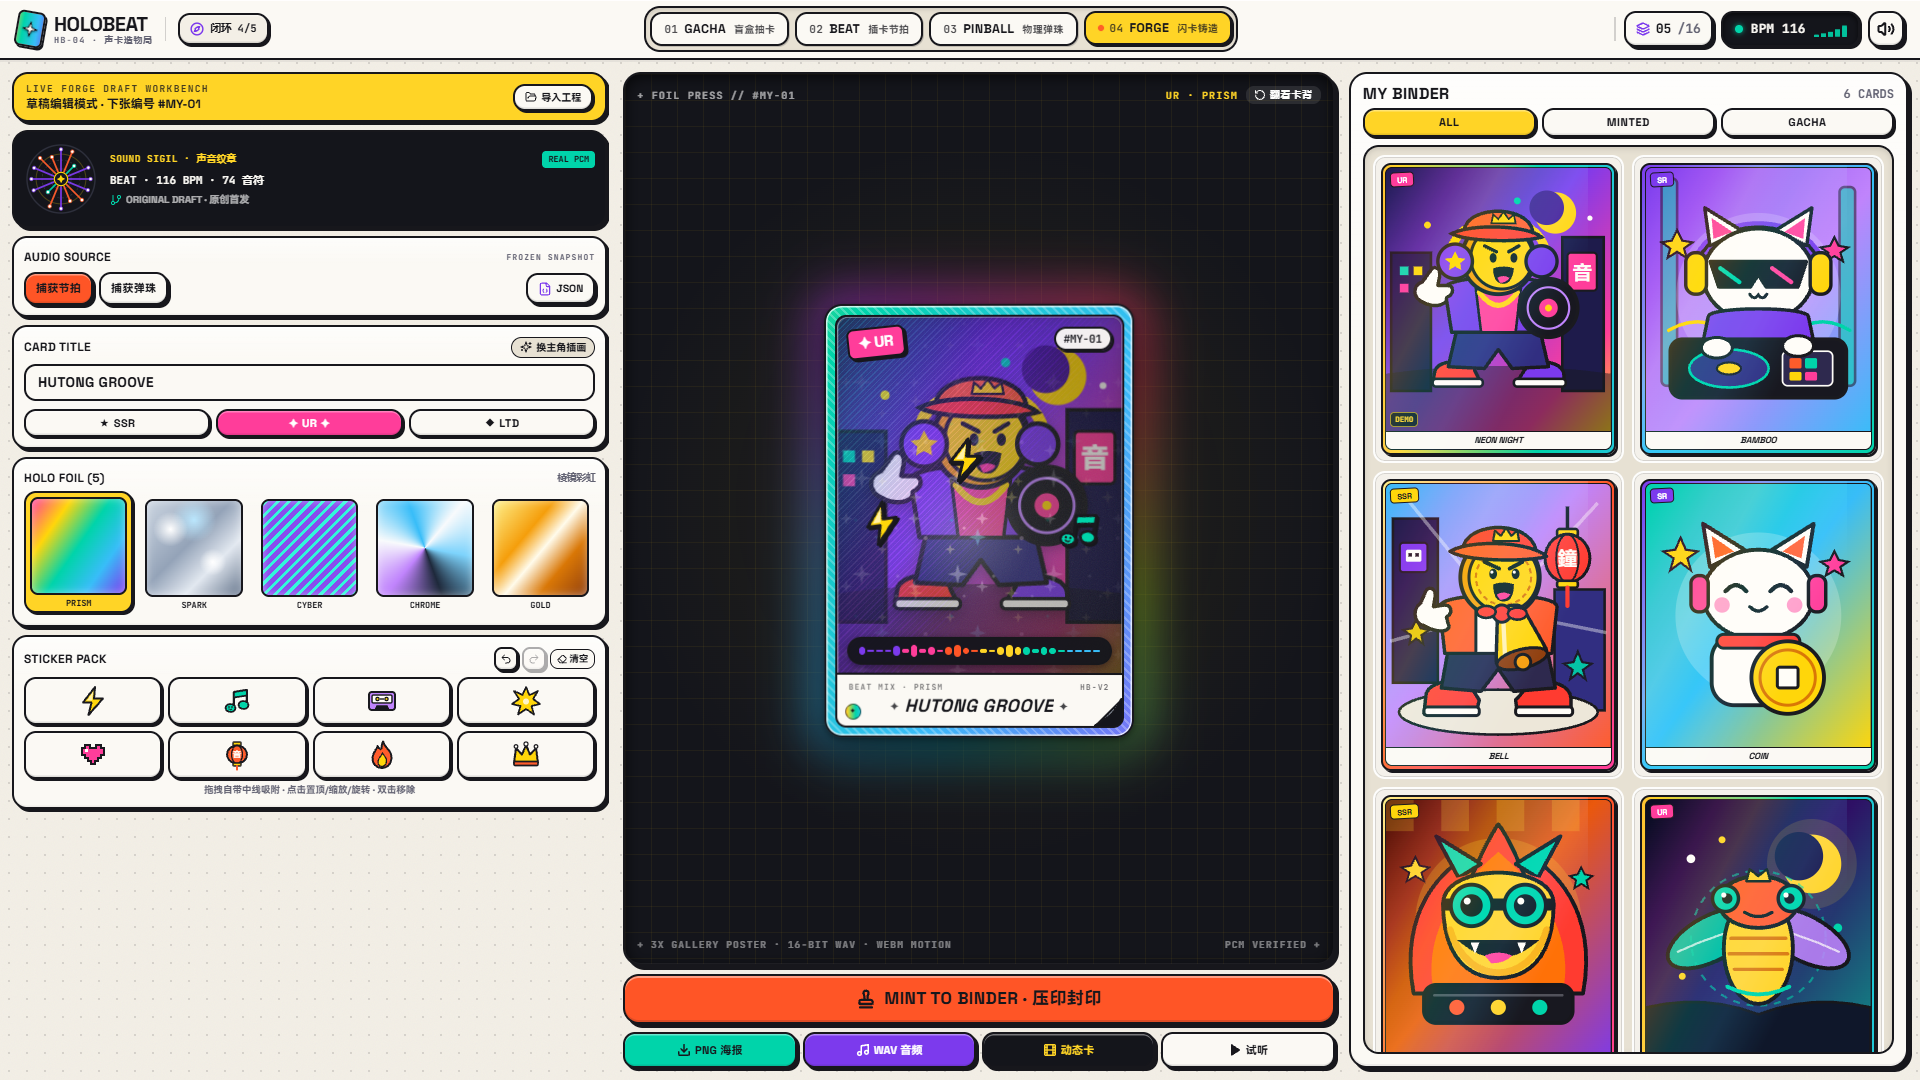 HOLOBEAT
HB-04 · 声卡造物局
闭环 4/5
01 GACHA 盲盒抽卡
02 BEAT 插卡节拍
03 PINBALL 物理弹珠
04 FORGE 闪卡铸造
05 /16
BPM 116
LIVE FORGE DRAFT WORKBENCH
草稿编辑模式 · 下张编号 #MY-01
导入工程
SOUND SIGIL · 声音纹章
REAL PCM
BEAT · 116 BPM · 74 音符
ORIGINAL DRAFT · 原创首发
AUDIO SOURCE
FROZEN SNAPSHOT
捕获节拍
捕获弹珠
JSON
CARD TITLE
换主角插画
HUTONG GROOVE
★ SSR
✦ UR ✦
◆ LTD
HOLO FOIL (5)
棱镜彩虹
PRISM
SPARK
CYBER
CHROME
GOLD
STICKER PACK
清空
拖拽自带中线吸附 · 点击置顶/缩放/旋转 · 双击移除
✦ FOIL PRESS // #MY-01
UR · PRISM
翻看卡背
✦ UR
#MY-01
音
BEAT MIX · PRISM
HB-V2
✦ HUTONG GROOVE ✦
✦ 3X GALLERY POSTER · 16-BIT WAV · WEBM MOTION
PCM VERIFIED ✦
MINT TO BINDER · 压印封印
PNG 海报
WAV 音频
动态卡
试听
MY BINDER
6 CARDS
ALL
MINTED
GACHA
UR
音
DEMO
NEON NIGHT
SR
BAMBOO
SSR
鐘
BELL
SR
COIN
SSR
UR